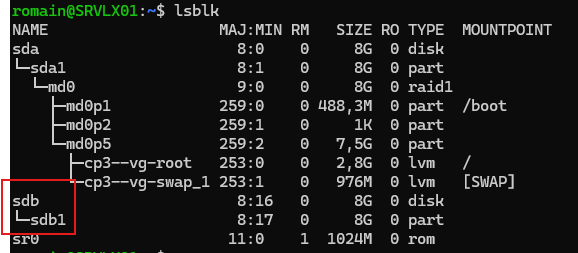 romain@SRVLX01:~$ lsblk
NAME MAJ:MIN RM SIZE RO TYPE MOUNTPOINT
sda 8:0 0 8G 0 disk
└─sda1 8:1 0 8G 0 part
└─md0 9:0 0 8G 0 raid1
├─md0p1 259:0 0 488,3M 0 part /boot
├─md0p2 259:1 0 1K 0 part
└─md0p5 259:2 0 7,5G 0 part
├─cp3--vg-root 253:0 0 2,8G 0 lvm /
└─cp3--vg-swap_1 253:1 0 976M 0 lvm [SWAP]
sdb 8:16 0 8G 0 disk
└─sdb1 8:17 0 8G 0 part
sr0 11:0 1 1024M 0 rom